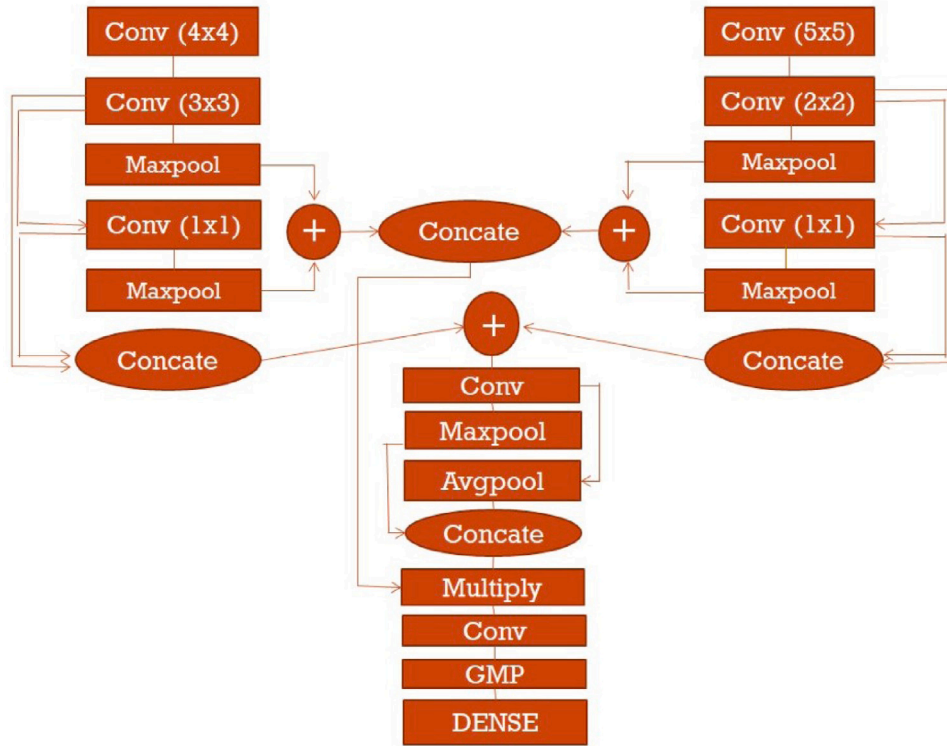 Conv (4x4)
Conv (3x3)
Maxpool
Conv (1x1)
Maxpool
Concate
+
Concate
+
+
Conv (5x5)
Conv (2x2)
Maxpool
Conv (1x1)
Maxpool
Concate
Conv
Maxpool
Avgpool
Concate
Multiply
Conv
GMP
DENSE